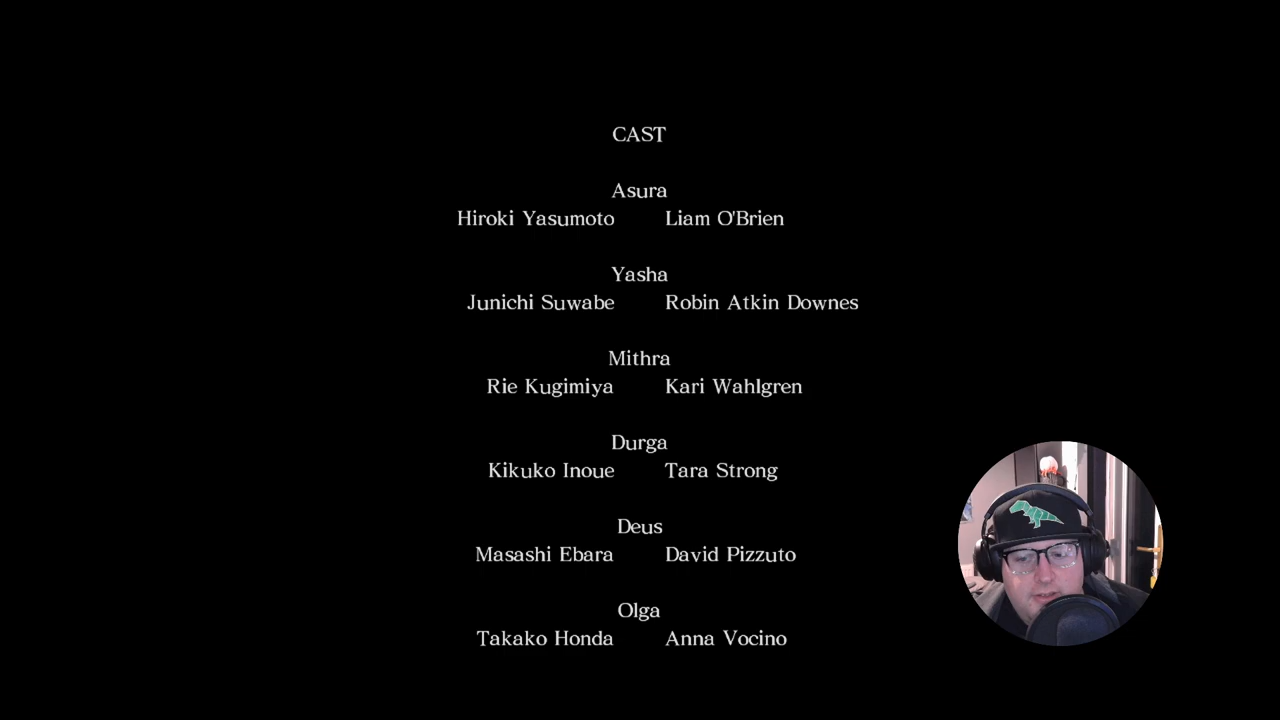 CAST
Asura
Hiroki Yasumoto Liam O'Brien
Yasha
Junichi Suwabe Robin Atkin Downes
Mithra
Rie Kugimiya Kari Wahlgren
Durga
Kikuko Inoue Tara Strong
Deus
Masashi Ebara David Pizzuto
Olga
Takako Honda Anna Vocino